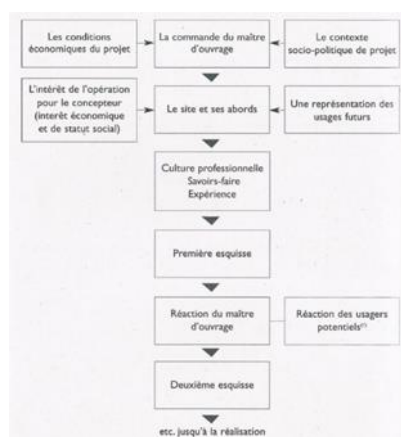 Les conditions
économiques du projet
La commande du maître
d'ouvrage
Le contexte
socio-politique de projet
L'intérêt de l'opération
pour le concepteur
(interêt économique
et de statut social)
Le site et ses abords
Une représentation des
usages futurs
Culture professionnelle
Savoirs-faire
Expérience
Première esquisse
Réaction du maître
d'ouvrage
Réaction des usagers
potentiels
Deuxième esquisse
etc. jusqu'à la réalisation